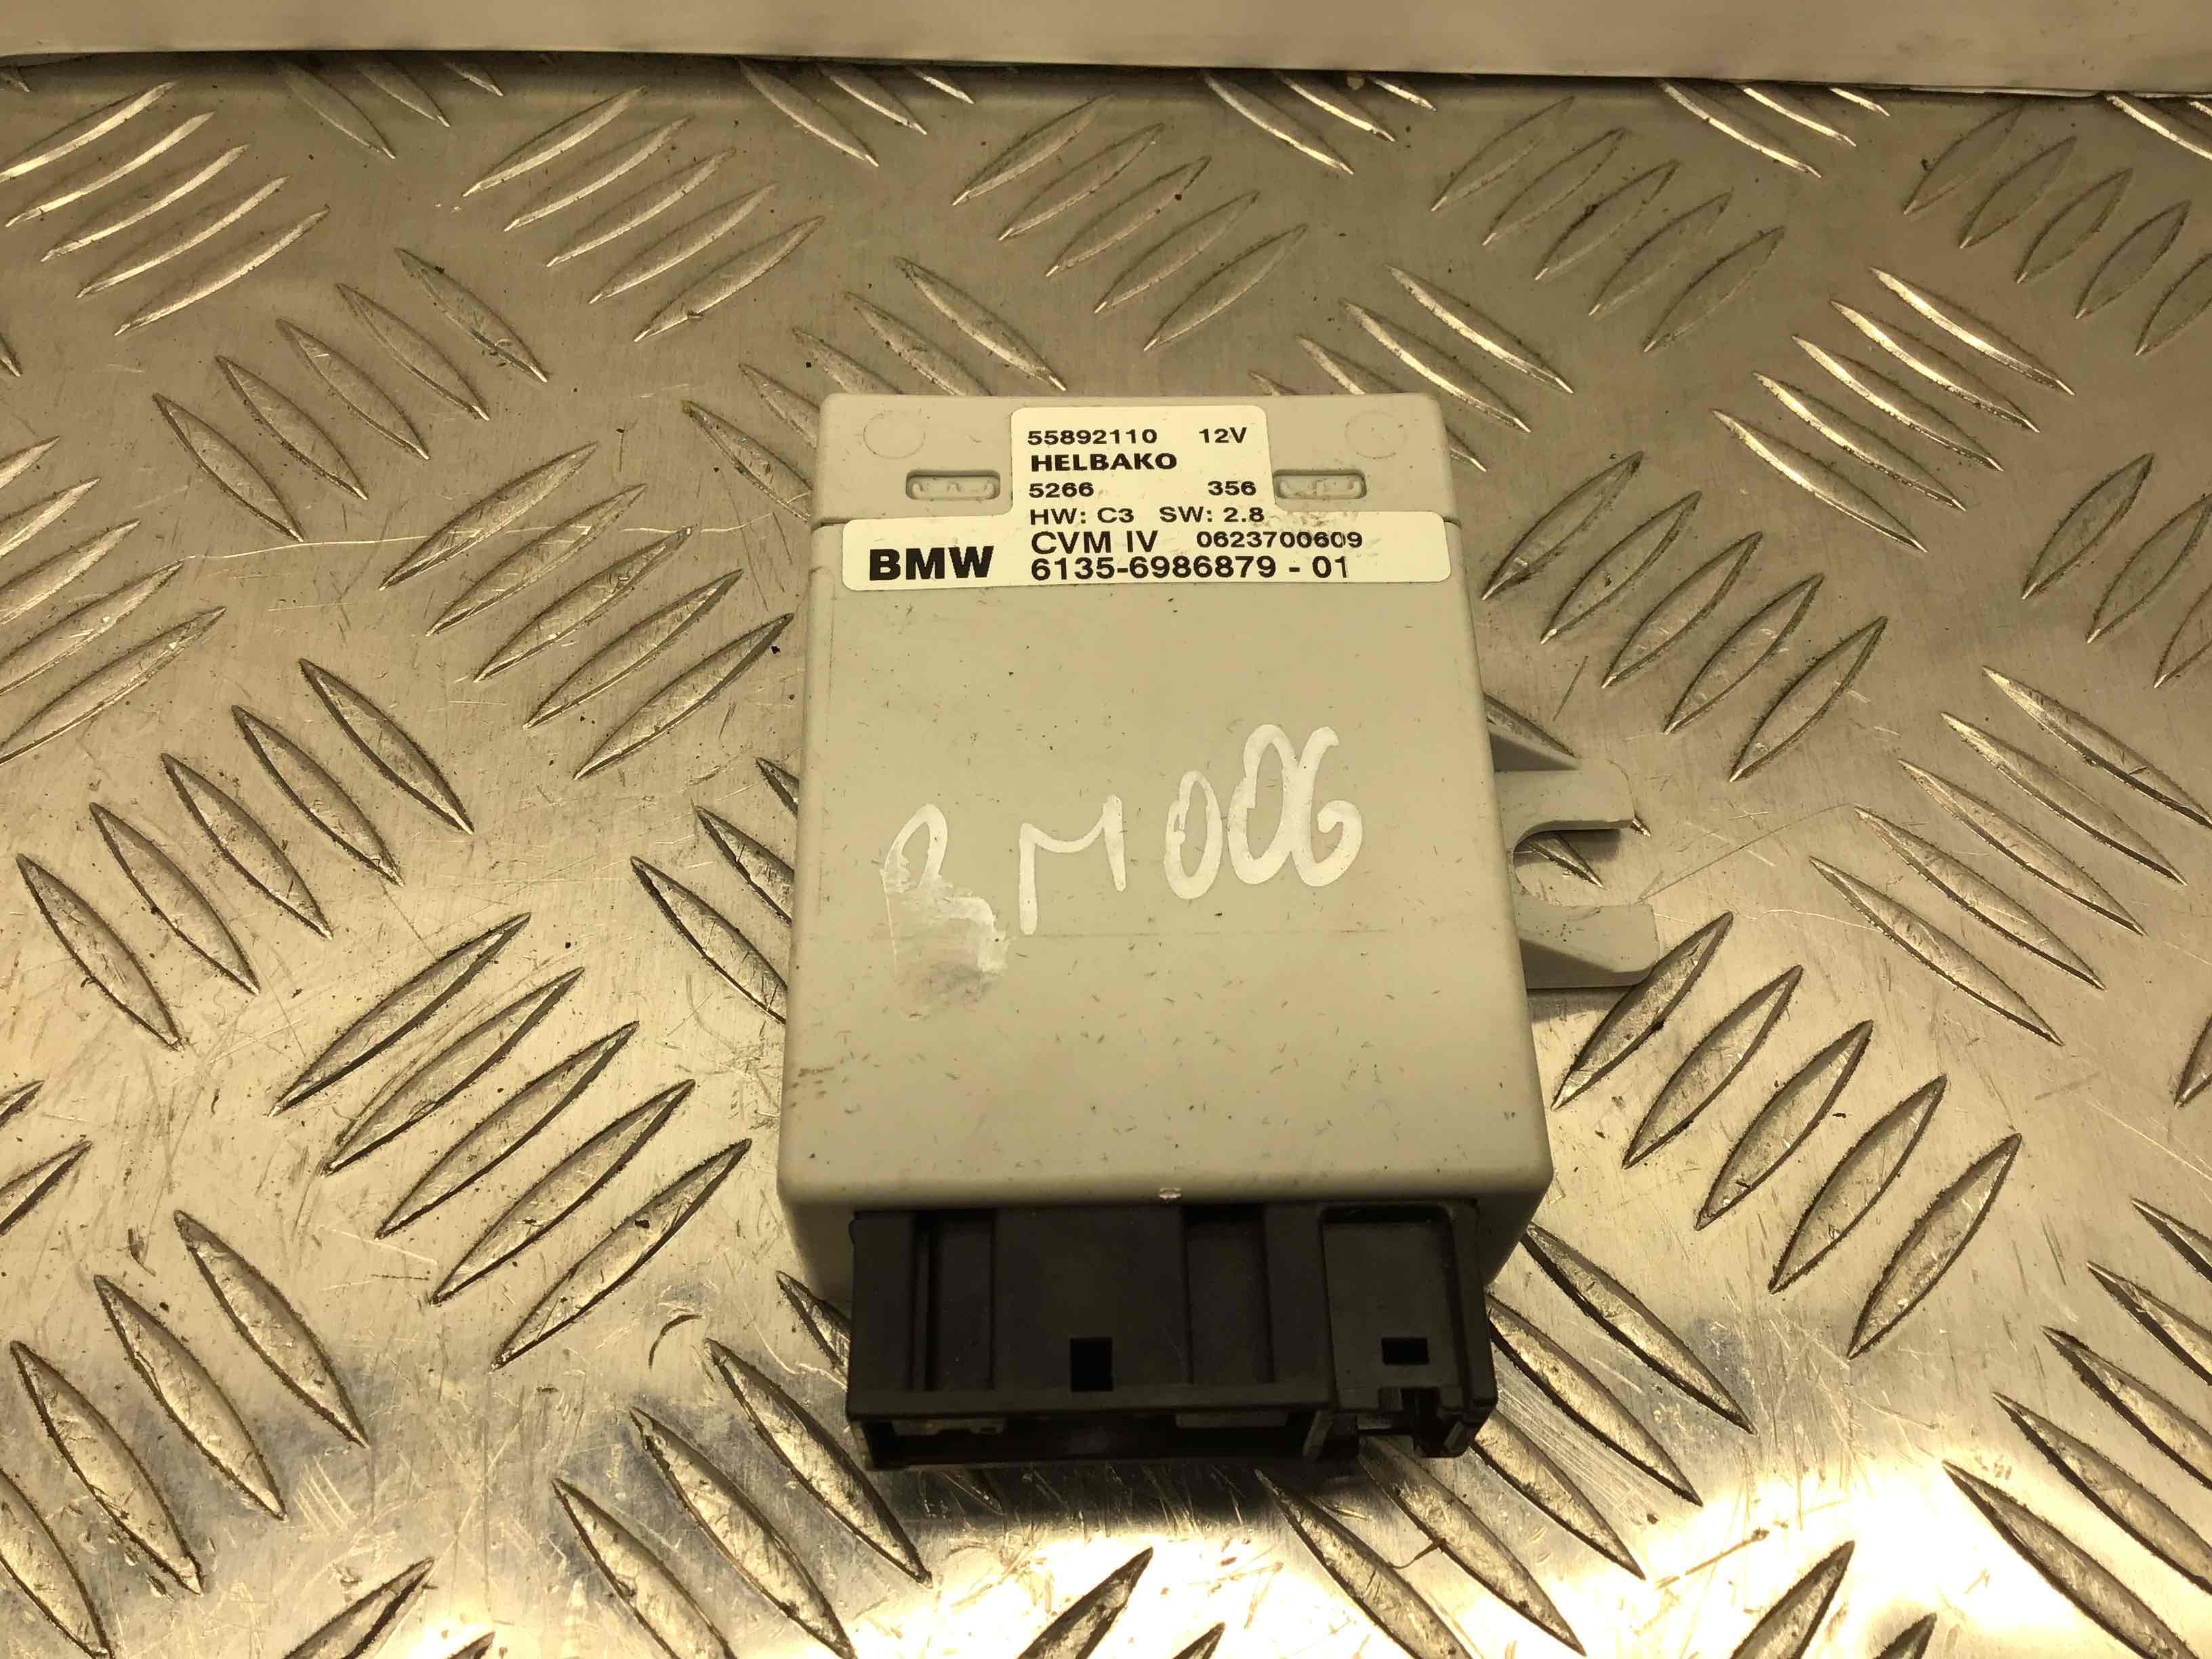 55892110 12V
HELBAKO
5266 356
HW: C3 SW: 2.8
CVM IV 0623700609
BMW 6135-6986879 - 01
BM006